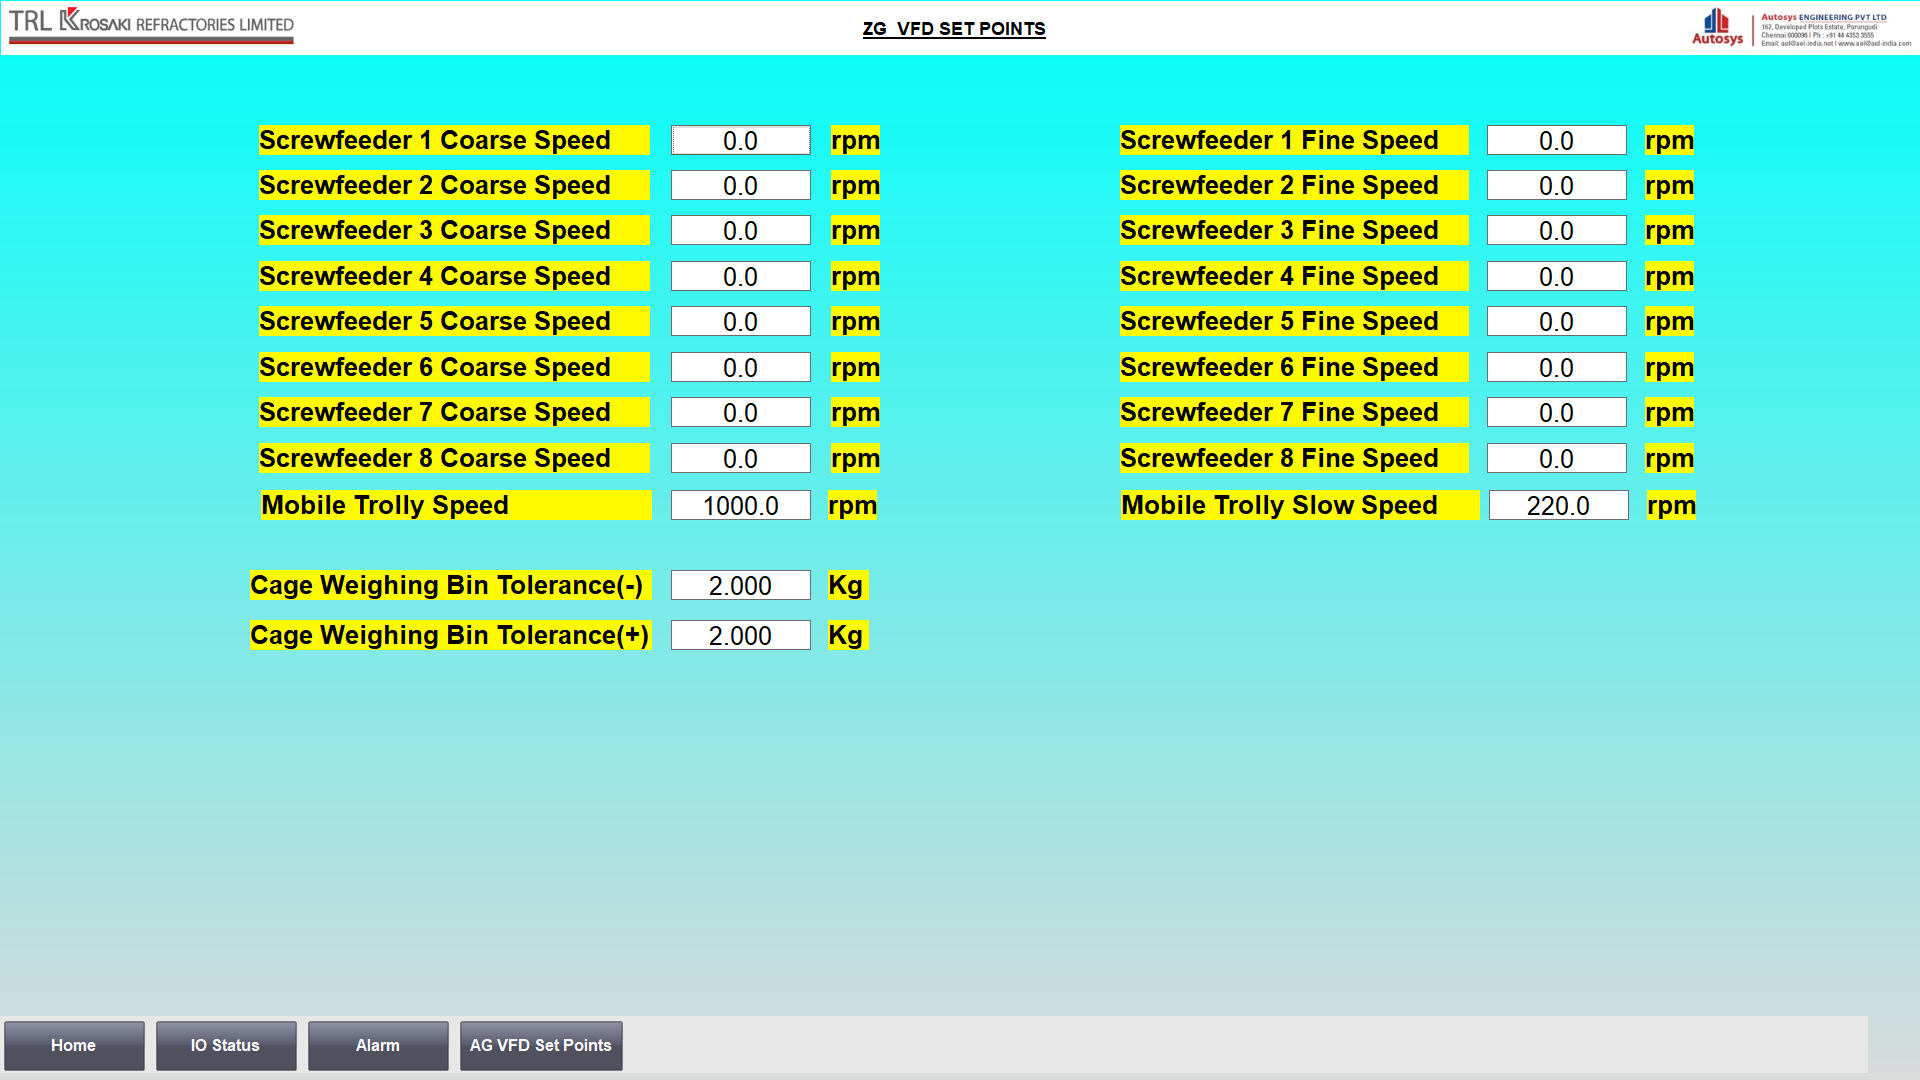 TRL KROSAKI REFRACTORIES LIMITED
ZG VFD SET POINTS
Autosys
Autosys ENGINEERING PVT LTD
162, Developed Plots Estate, Perungudi
Chennai 600096 | Ph : +91 44 4353 3555
Email: ael@ael-india.net | www.ael@ael-india.com
Screwfeeder 1 Coarse Speed 0.0 rpm Screwfeeder 1 Fine Speed 0.0 rpm
Screwfeeder 2 Coarse Speed 0.0 rpm Screwfeeder 2 Fine Speed 0.0 rpm
Screwfeeder 3 Coarse Speed 0.0 rpm Screwfeeder 3 Fine Speed 0.0 rpm
Screwfeeder 4 Coarse Speed 0.0 rpm Screwfeeder 4 Fine Speed 0.0 rpm
Screwfeeder 5 Coarse Speed 0.0 rpm Screwfeeder 5 Fine Speed 0.0 rpm
Screwfeeder 6 Coarse Speed 0.0 rpm Screwfeeder 6 Fine Speed 0.0 rpm
Screwfeeder 7 Coarse Speed 0.0 rpm Screwfeeder 7 Fine Speed 0.0 rpm
Screwfeeder 8 Coarse Speed 0.0 rpm Screwfeeder 8 Fine Speed 0.0 rpm
Mobile Trolly Speed 1000.0 rpm Mobile Trolly Slow Speed 220.0 rpm
Cage Weighing Bin Tolerance(-) 2.000 Kg
Cage Weighing Bin Tolerance(+) 2.000 Kg
Home IO Status Alarm AG VFD Set Points